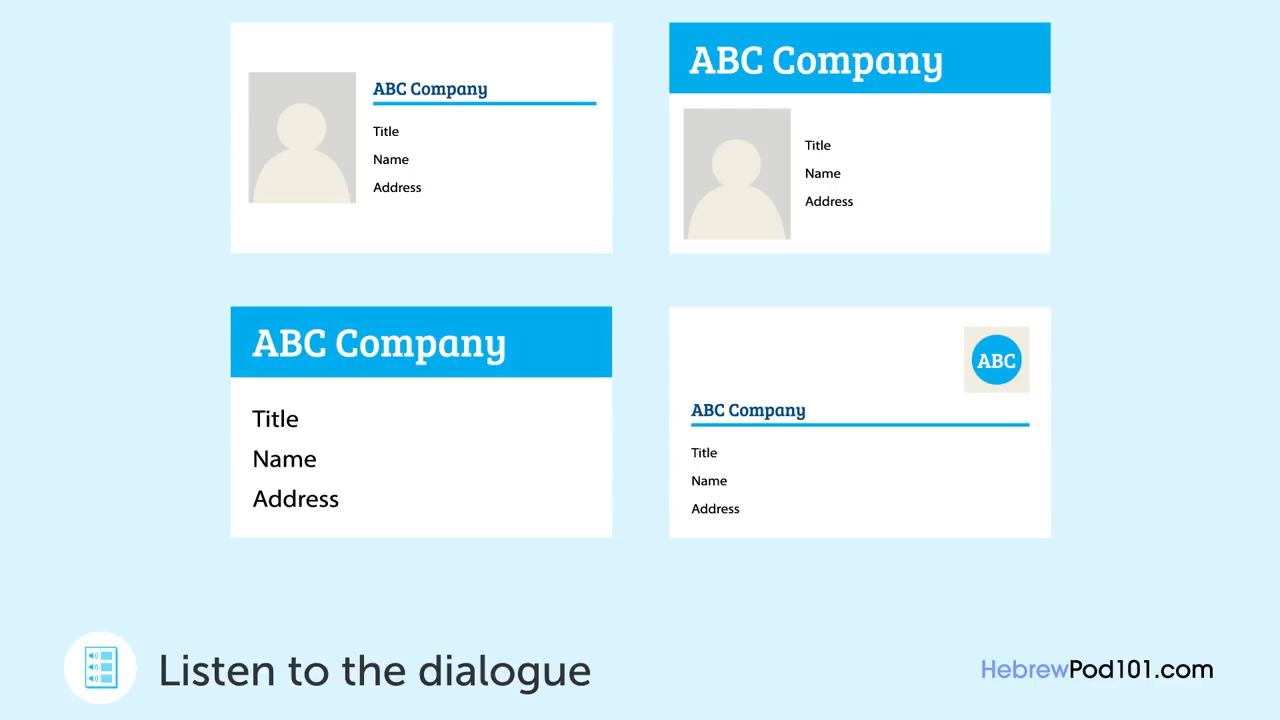 ABC Company
Title
Name
Address
ABC Company
Title
Name
Address
ABC Company
Title
Name
Address
ABC
ABC Company
Title
Name
Address
Listen to the dialogue
HebrewPod101.com